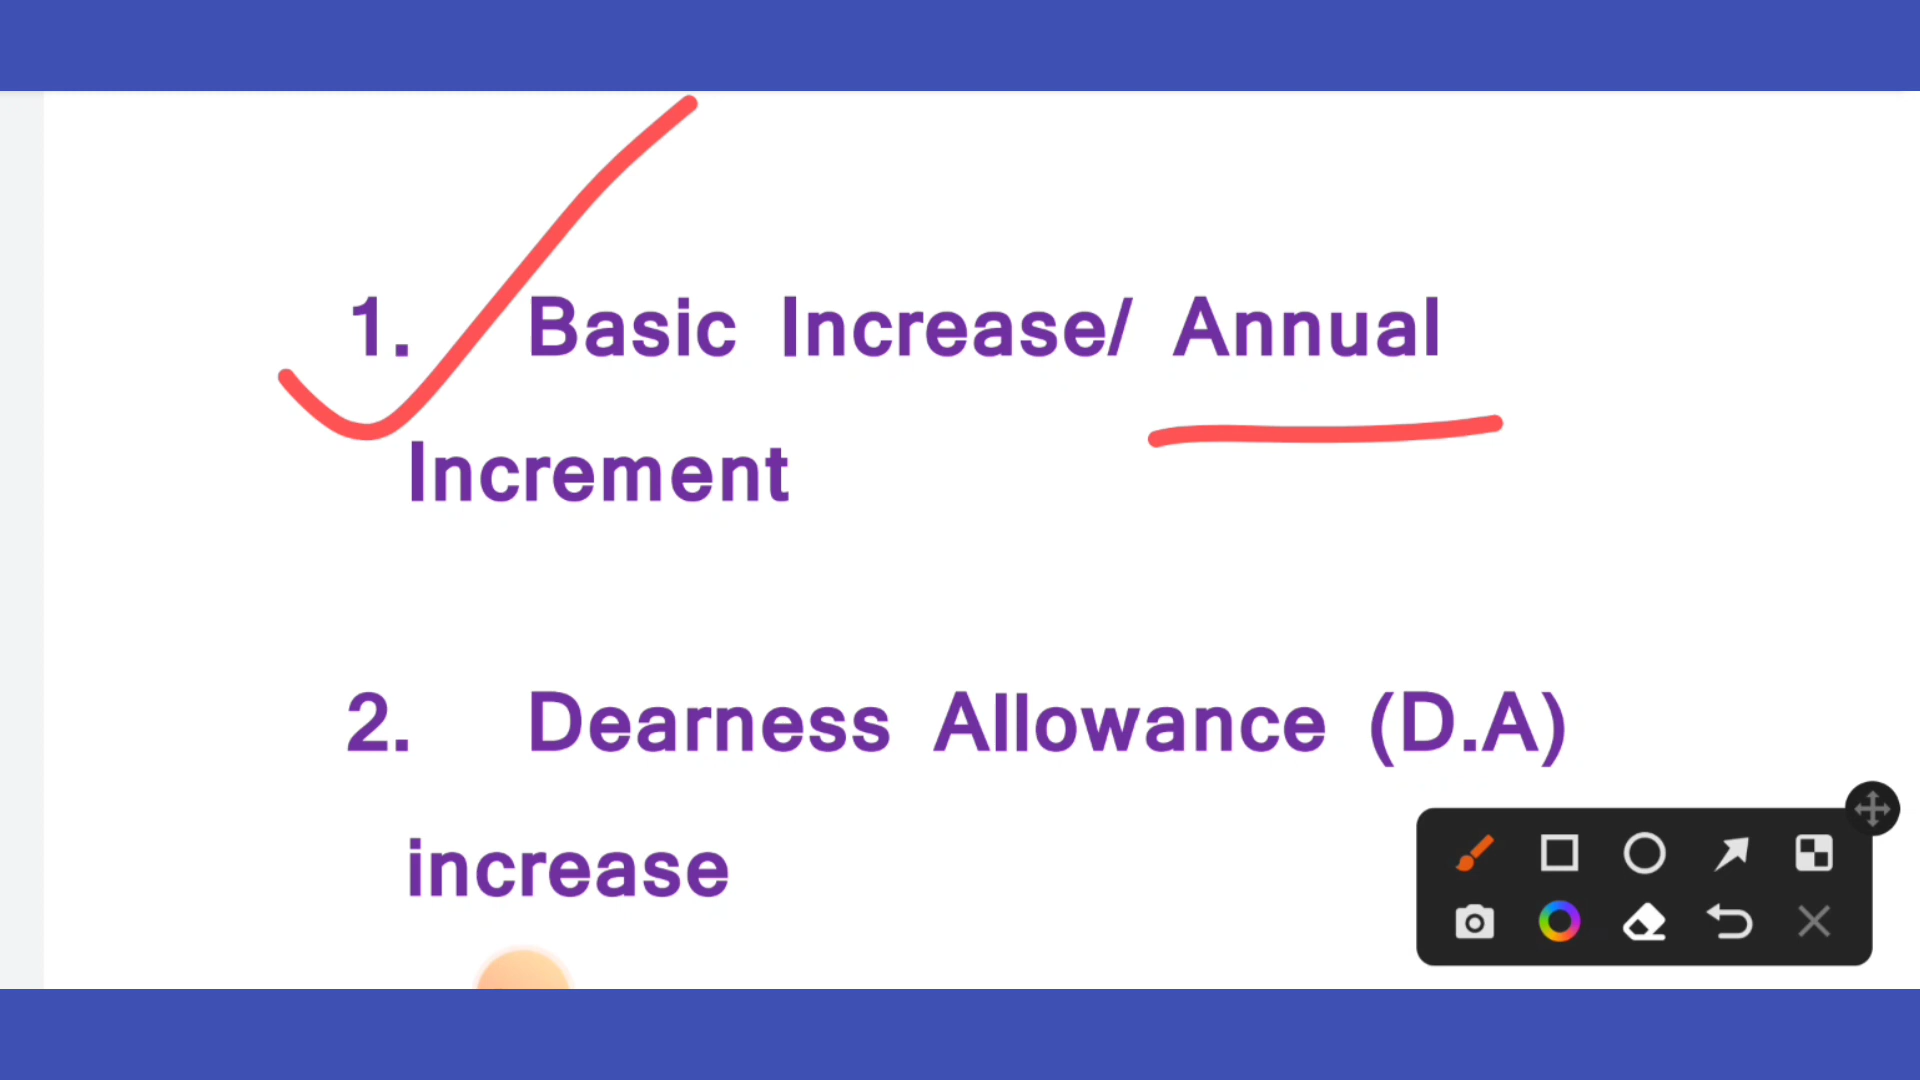 1. Basic Increase/ Annual
Increment
2. Dearness Allowance (D.A)
increase